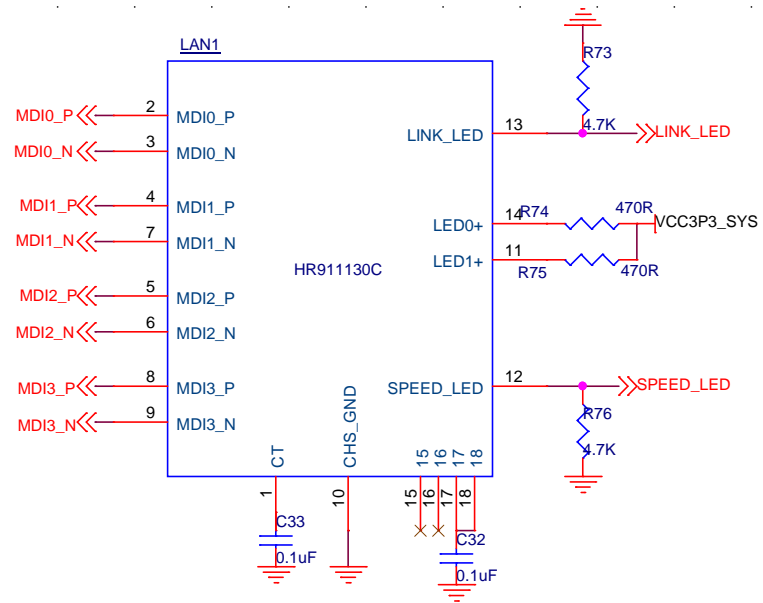 LAN1
R73
4.7K
MDI0_P 2 MDI0_P
LINK_LED 13 LINK_LED
MDI0_N 3 MDI0_N
MDI1_P 4 MDI1_P
LED0+ 14 R74 470R VCC3P3_SYS
MDI1_N 7 MDI1_N
LED1+ 11 R75 470R
HR911130C
MDI2_P 5 MDI2_P
MDI2_N 6 MDI2_N
MDI3_P 8 MDI3_P
SPEED_LED 12 SPEED_LED
MDI3_N 9 MDI3_N
R76
4.7K
CT CHS_GND 15 16 17 18
1 10 15 16 17 18
C33
0.1uF
C32
0.1uF